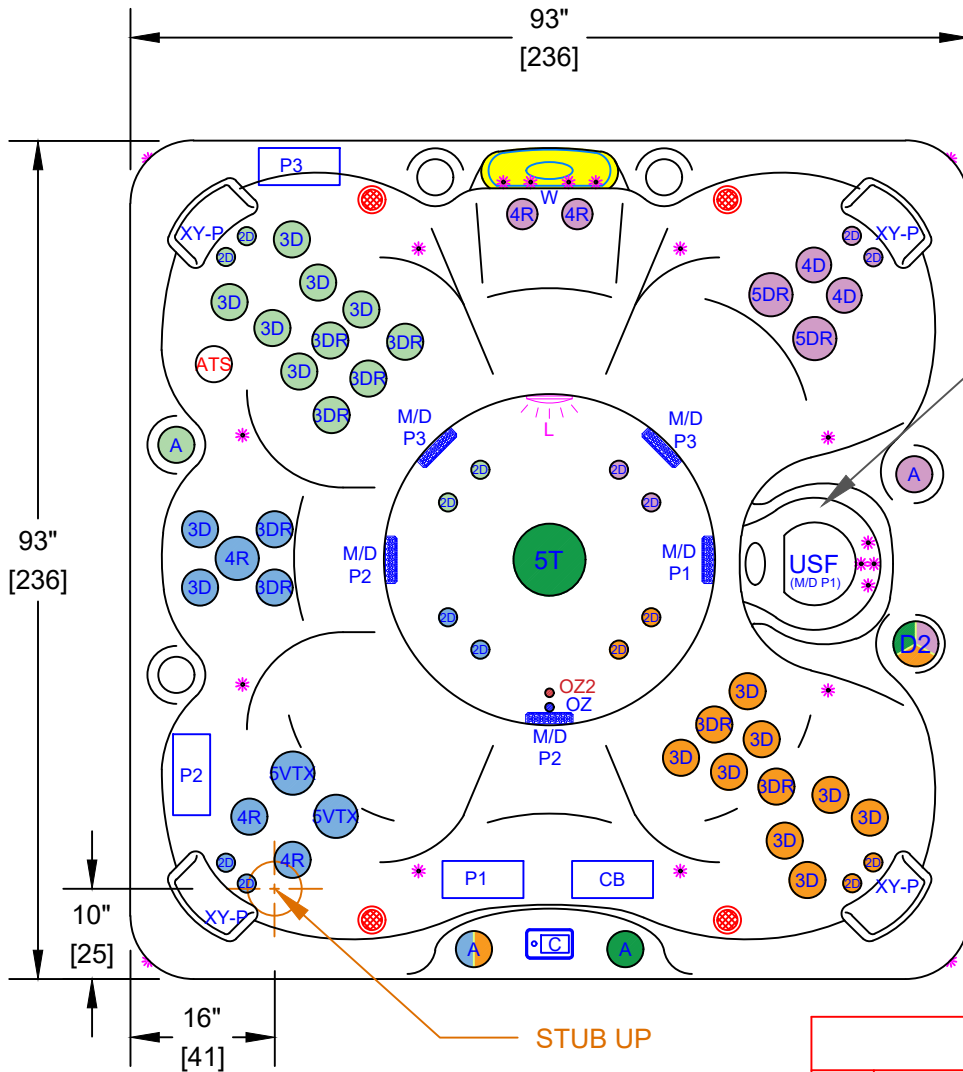 93"
[236]
P3
XY-P
2D
2D
3D
W
4R
4R
2D
XY-P
2D
3D
3D
3D
3D
3DR
3DR
3D
3DR
3DR
ATS
4D
5DR
4D
5DR
M/D
P3
L
M/D
P3
A
A
2D
2D
2D
2D
93"
[236]
3D
3DR
4R
3D
3DR
M/D
P2
5T
M/D
P1
USF
(M/D P1)
2D
2D
2D
2D
D2
OZ2
OZ
M/D
P2
3D
3DR
3D
3D
3D
3DR
3D
3D
3D
3D
P2
5VTX
4R
5VTX
4R
2D
2D
XY-P
P1
CB
2D
2D
XY-P
10"
[25]
A
C
A
16"
[41]
STUB UP